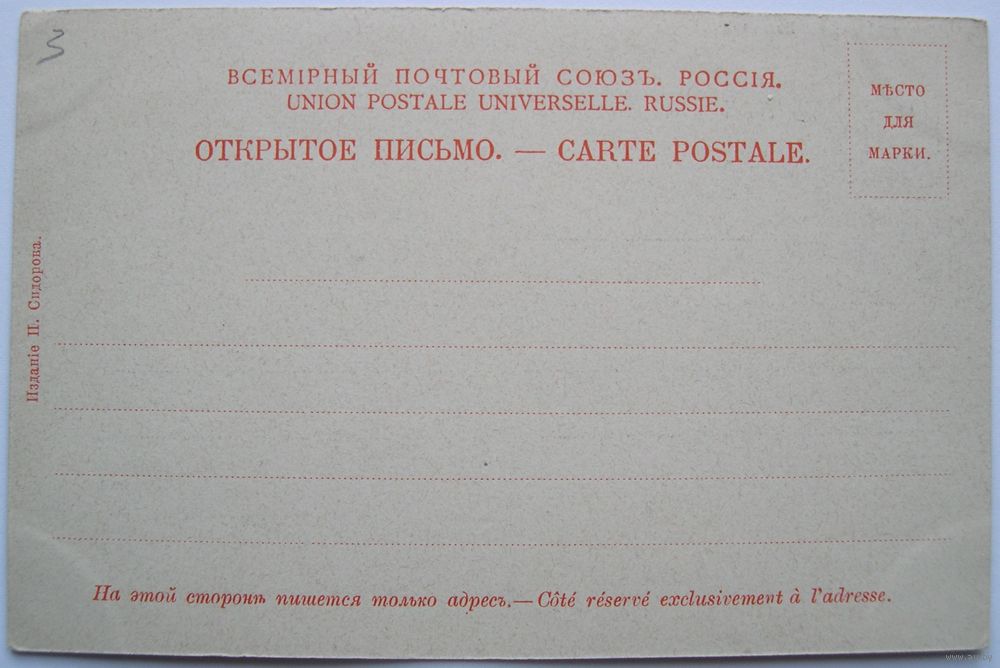 3
ВСЕМІРНЫЙ ПОЧТОВЫЙ СОЮЗЪ. РОССІЯ.
UNION POSTALE UNIVERSELLE. RUSSIE.
ОТКРЫТОЕ ПИСЬМО. — CARTE POSTALE.
МѢСТО
ДЛЯ
МАРКИ.
Изданіе П. Сидорова.
На этой сторонѣ пишется только адресъ. — Côté réservé exclusivement à l'adresse.